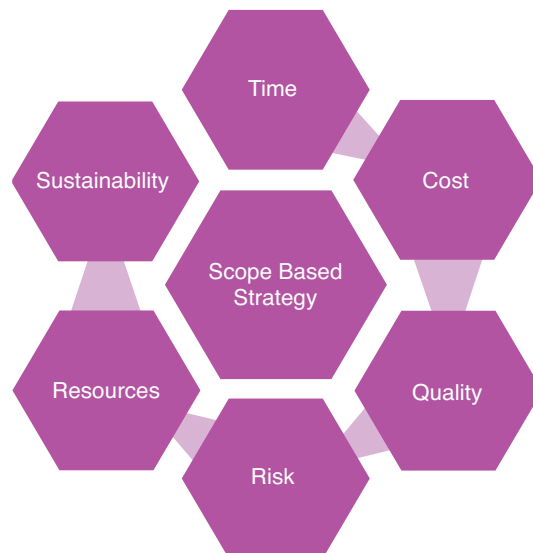 Time
Sustainability
Cost
Scope Based
Strategy
Resources
Quality
Risk